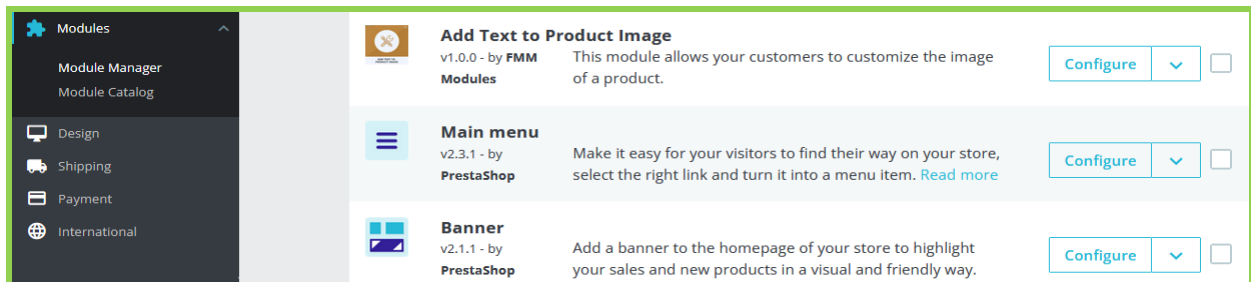 Modules
Module Manager
Module Catalog
Design
Shipping
Payment
International
Add Text to Product Image
v1.0.0 - by FMM
Modules
This module allows your customers to customize the image
of a product.
Configure
Main menu
v2.3.1 - by
PrestaShop
Make it easy for your visitors to find their way on your store,
select the right link and turn it into a menu item. Read more
Configure
Banner
v2.1.1 - by
PrestaShop
Add a banner to the homepage of your store to highlight
your sales and new products in a visual and friendly way.
Configure